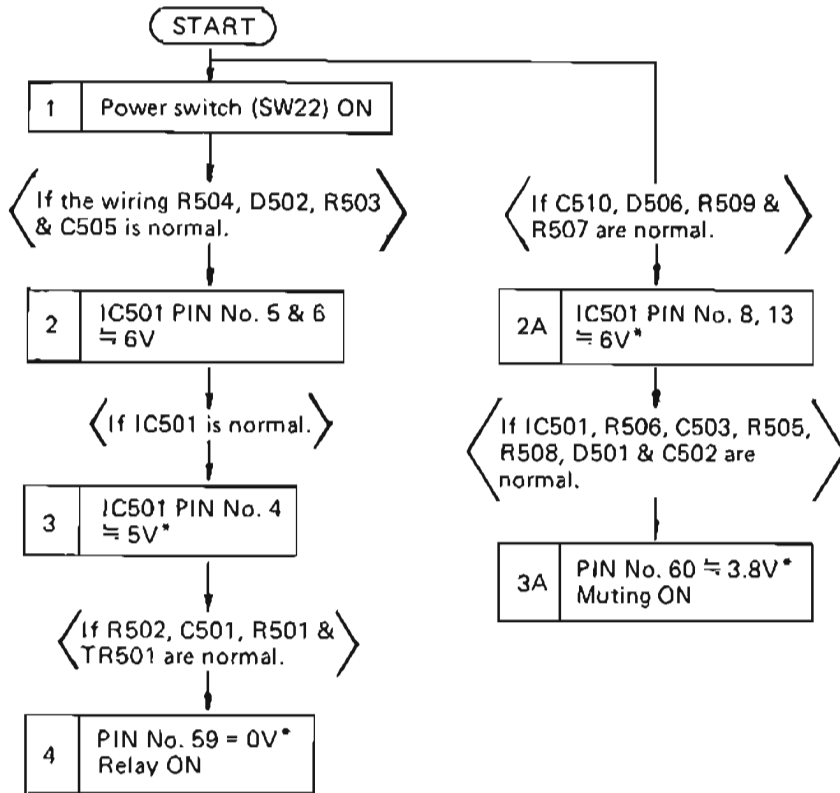 START
1 Power switch (SW22) ON
If the wiring R504, D502, R503
& C505 is normal.
2 IC501 PIN No. 5 & 6
≒ 6V
If IC501 is normal.
3 IC501 PIN No. 4
≒ 5V*
If R502, C501, R501 &
TR501 are normal.
4 PIN No. 59 = 0V*
Relay ON
If C510, D506, R509 &
R507 are normal.
2A IC501 PIN No. 8, 13
≒ 6V*
If IC501, R506, C503, R505,
R508, D501 & C502 are
normal.
3A PIN No. 60 ≒ 3.8V*
Muting ON